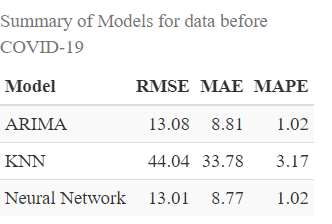 Summary of Models for data before
COVID-19
Model RMSE MAE MAPE
ARIMA 13.08 8.81 1.02
KNN 44.04 33.78 3.17
Neural Network 13.01 8.77 1.02